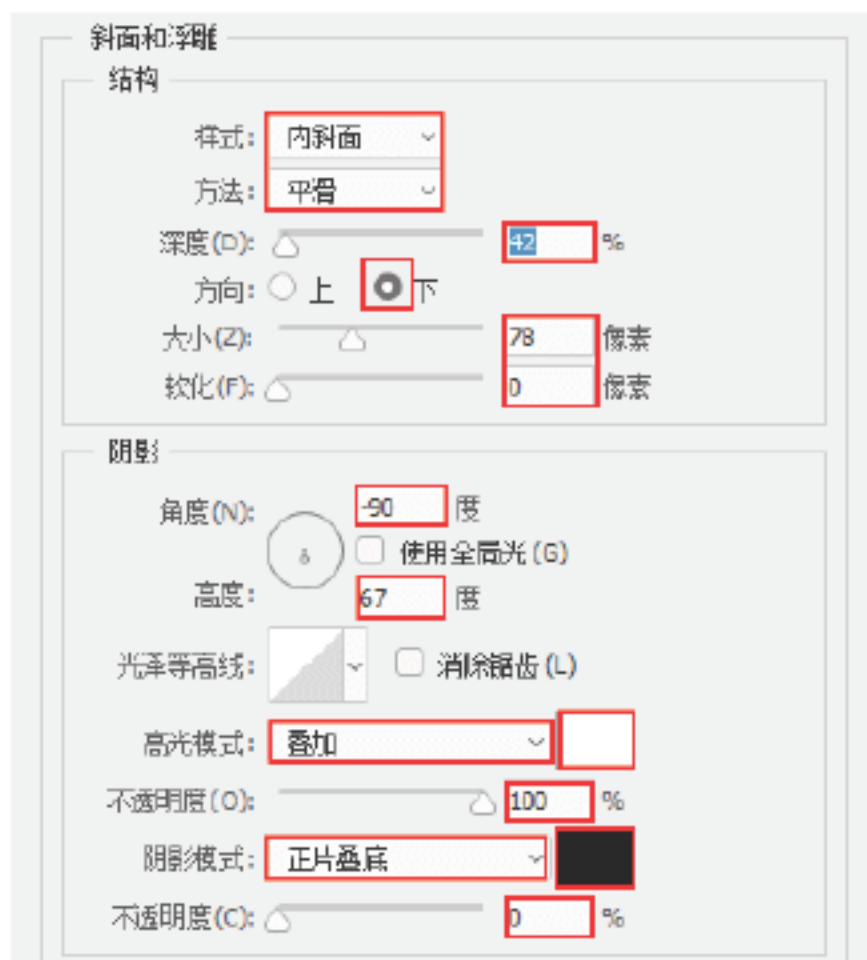 斜面和浮雕
结构
样式: 内斜面
方法: 平滑
深度(D): 42 %
方向: 上 下
大小(Z): 78 像素
软化(F): 0 像素
阴影
角度(N): -90 度
使用全局光(G)
高度: 67 度
光泽等高线: 消除锯齿(L)
高光模式: 叠加
不透明度(O): 100 %
阴影模式: 正片叠底
不透明度(C): 0 %